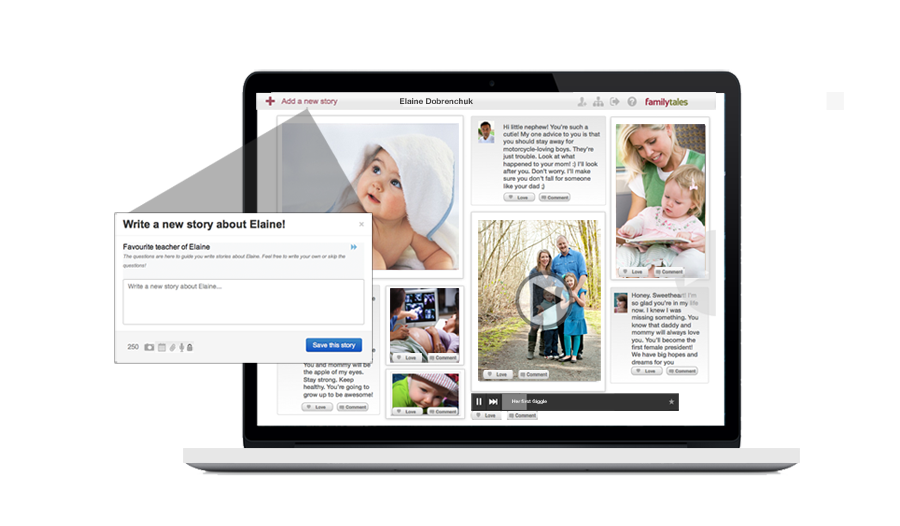 Add a new story
Elaine Dobrenchuk
familytales
Hi little nephew! You're such a
cutie! My one advice to you is that
you should stay away for
motorcycle-loving boys. They're
just trouble. Look at what
happened to your mom! :) I'll look
after you. Don't worry. I'll make
sure you don't fall for someone
like your dad ;)
Love
Comment
Love
Comment
Write a new story about Elaine!
×
Favourite teacher of Elaine
The questions are here to guide you write stories about Elaine. Feel free to write your own or skip the
questions!
Write a new story about Elaine...
250
Save this story
You and mommy will be
the apple of my eyes.
Stay strong. Keep
healthy. You're going to
grow up to be awesome!
Love
Comment
Love
Comment
Love
Comment
Love
Comment
Her first Giggle
Love
Comment
Honey, Sweetheart! I'm
so glad you're in my life
now. I knew I was
missing something. You
know that daddy and
mommy will always love
you. You'll become the
first female president!
We have big hopes and
dreams for you
Love
Comment